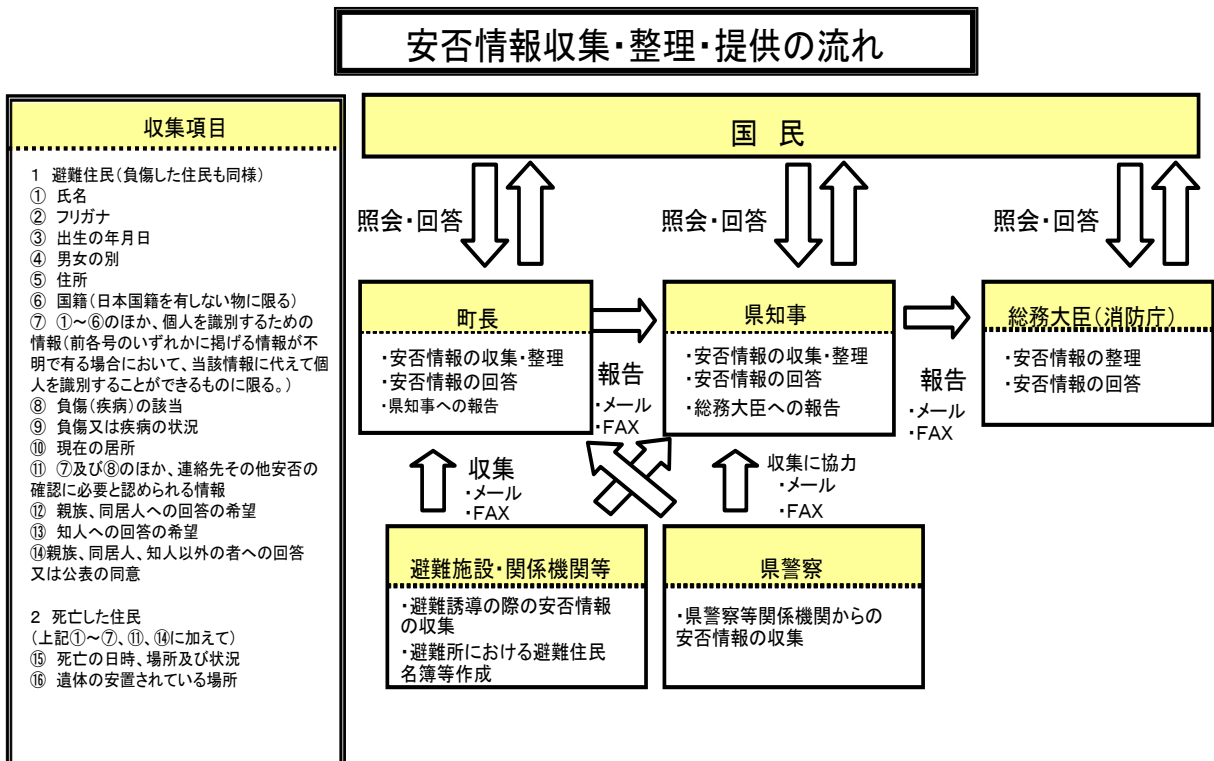 安否情報収集・整理・提供の流れ
収集項目
1 避難住民(負傷した住民も同様)
① 氏名
② フリガナ
③ 出生の年月日
④ 男女の別
⑤ 住所
⑥ 国籍(日本国籍を有しない物に限る)
⑦ ①~⑥のほか、個人を識別するための
情報(前各号のいずれかに掲げる情報が不
明で有る場合において、当該情報に代えて個
人を識別することができるものに限る。)
⑧ 負傷(疾病)の該当
⑨ 負傷又は疾病の状況
⑩ 現在の居所
⑪ ⑦及び⑧のほか、連絡先その他安否の
確認に必要と認められる情報
⑫ 親族、同居人への回答の希望
⑬ 知人への回答の希望
⑭親族、同居人、知人以外の者への回答
又は公表の同意
2 死亡した住民
(上記①~⑦、⑪、⑭に加えて)
⑮ 死亡の日時、場所及び状況
⑯ 遺体の安置されている場所
国 民
照会・回答
照会・回答
照会・回答
町長
・安否情報の収集・整理
・安否情報の回答
・県知事への報告
報告
・メール
・FAX
県知事
・安否情報の収集・整理
・安否情報の回答
・総務大臣への報告
報告
・メール
・FAX
総務大臣(消防庁)
・安否情報の整理
・安否情報の回答
収集
・メール
・FAX
収集に協力
・メール
・FAX
避難施設・関係機関等
・避難誘導の際の安否情報
の収集
・避難所における避難住民
名簿等作成
県警察
・県警察等関係機関からの
安否情報の収集